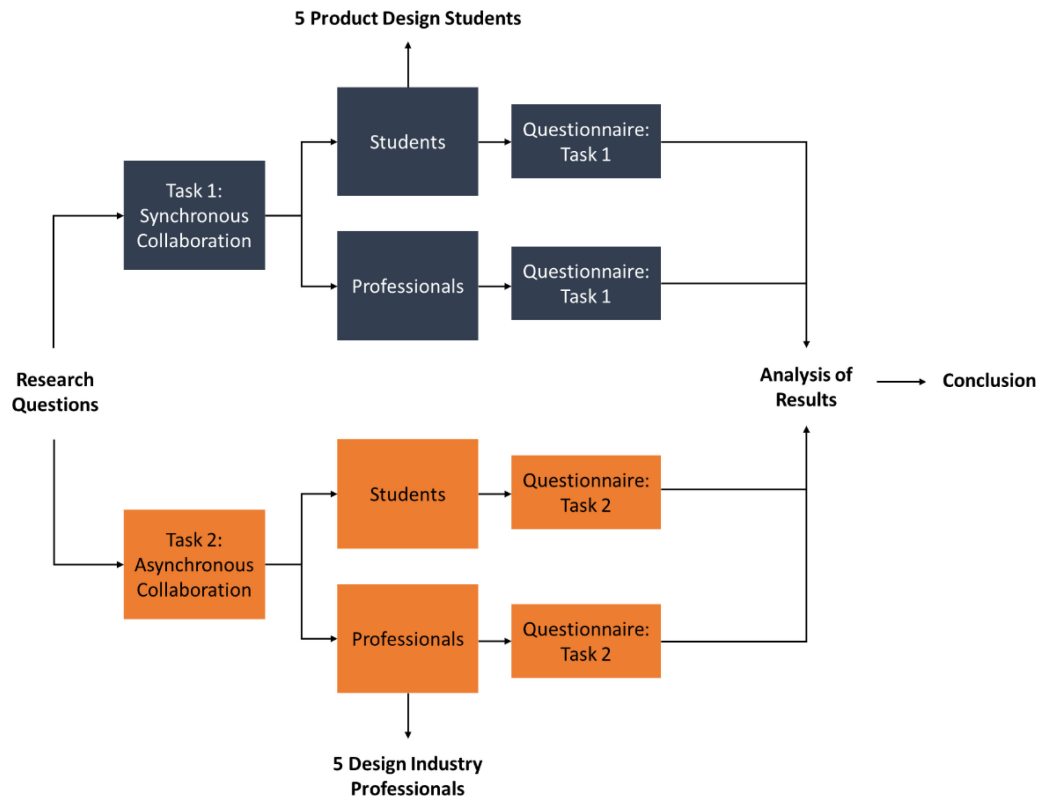 5 Product Design Students
Students
Questionnaire:
Task 1
Task 1:
Synchronous
Collaboration
Professionals
Questionnaire:
Task 1
Research
Questions
Analysis of
Results
Conclusion
Students
Questionnaire:
Task 2
Task 2:
Asynchronous
Collaboration
Professionals
Questionnaire:
Task 2
5 Design Industry
Professionals